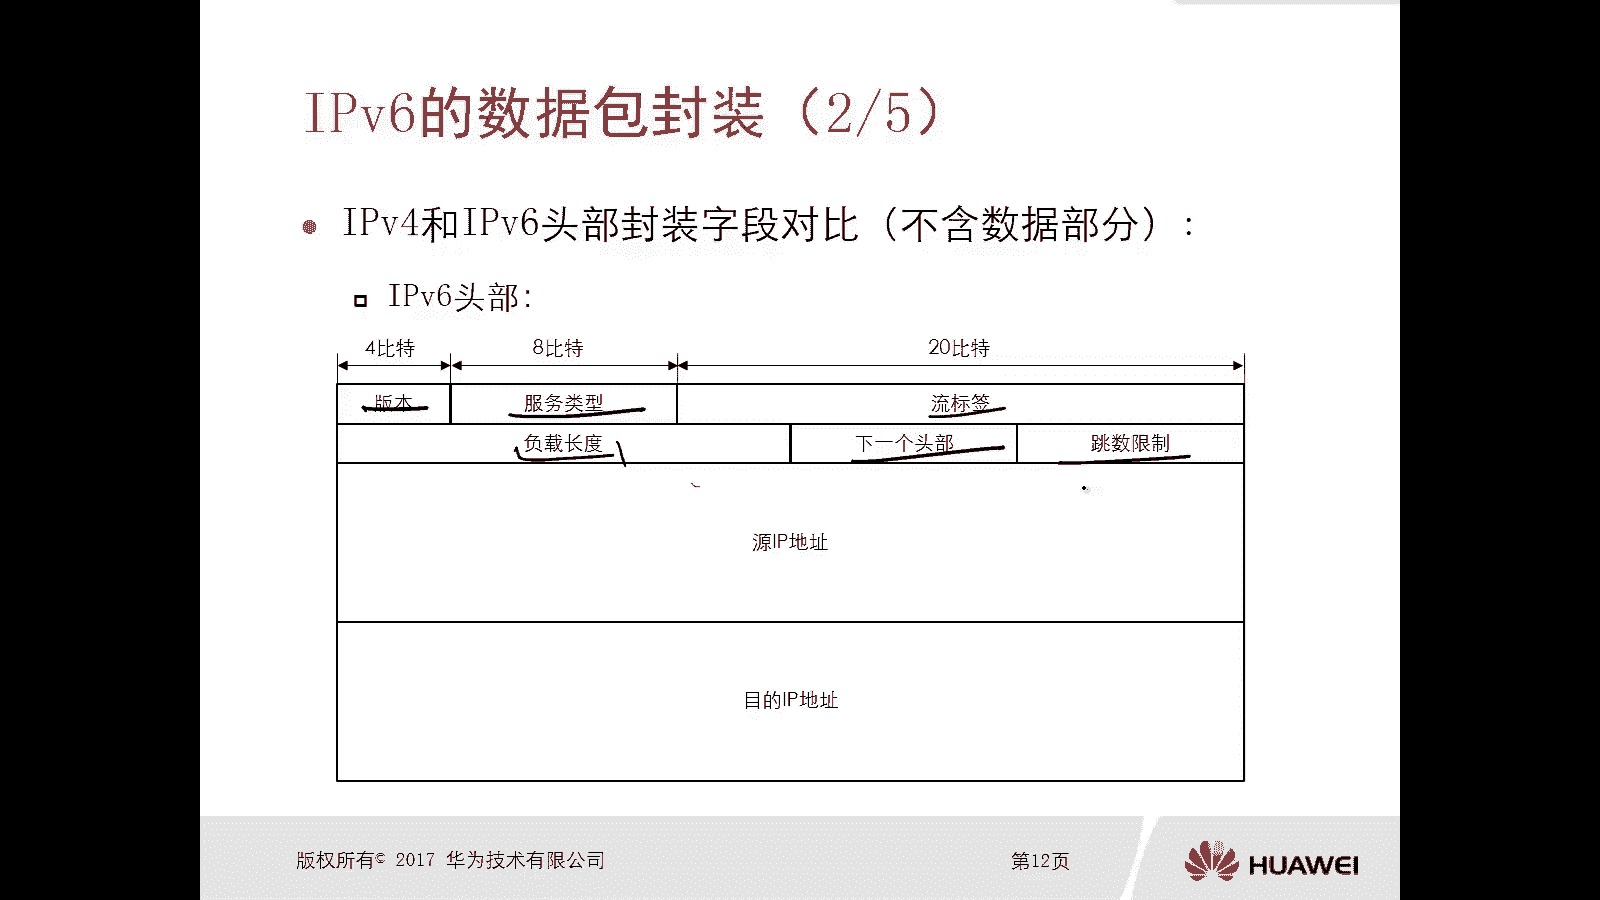 IPv6的数据包封装（2/5）
IPv4和IPv6头部封装字段对比（不含数据部分）：
IPv6头部：
4比特 8比特 20比特
版本 服务类型 流标签
负载长度 下一个头部 跳数限制
源IP地址
目的IP地址
版权所有© 2017 华为技术有限公司 第12页 HUAWEI